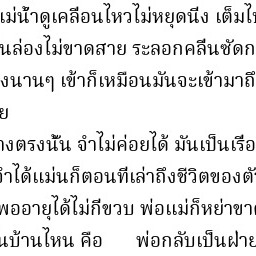 แม่น้ำดูเคลื่อนไหวไม่หยุดนิ่ง เต็มไป
นล่องไม่ขาดสาย ระลอกคลื่นซัดก
งนานๆ เข้าก็เหมือนมันจะเข้ามาถึ
ย
างตรงนั้น จำไม่ค่อยได้ มันเป็นเรื่อ
จำได้แม่นก็ตอนที่เล่าถึงชีวิตของตั
พออายุได้ไม่กี่ขวบ พ่อแม่ก็หย่าขา
นบ้านไหน คือ พ่อกลับเป็นฝ่าย